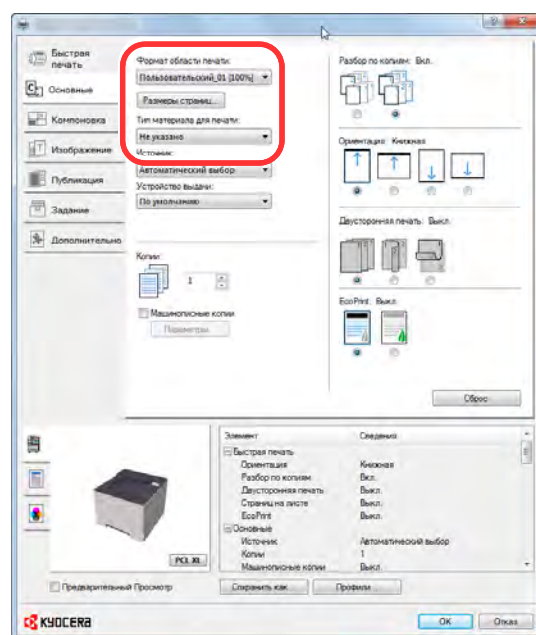 Быстрая
печать
Основные
Компоновка
Изображение
Публикация
Задание
Дополнительно
Формат области печати:
Пользовательский_01 [100%]
Размеры страниц...
Тип материала для печати:
Не указано
Источник:
Автоматический выбор
Устройство выдачи:
По умолчанию
Копии:
1
Машинописные копии
Параметры...
Разбор по копиям: Вкл.
Ориентация: Книжная
Двусторонняя печать: Выкл.
EcoPrint: Выкл.
Сброс
PCL XL
Предварительный Просмотр
Элемент Сведения
Быстрая печать
Ориентация Книжная
Разбор по копиям Вкл.
Двусторонняя печать Выкл.
Страниц на листе Выкл.
EcoPrint Выкл.
Основные
Источник Автоматический выбор
Копии 1
Машинописные копии Выкл.
Сохранить как... Профили...
KYOCERA
OK Отказ